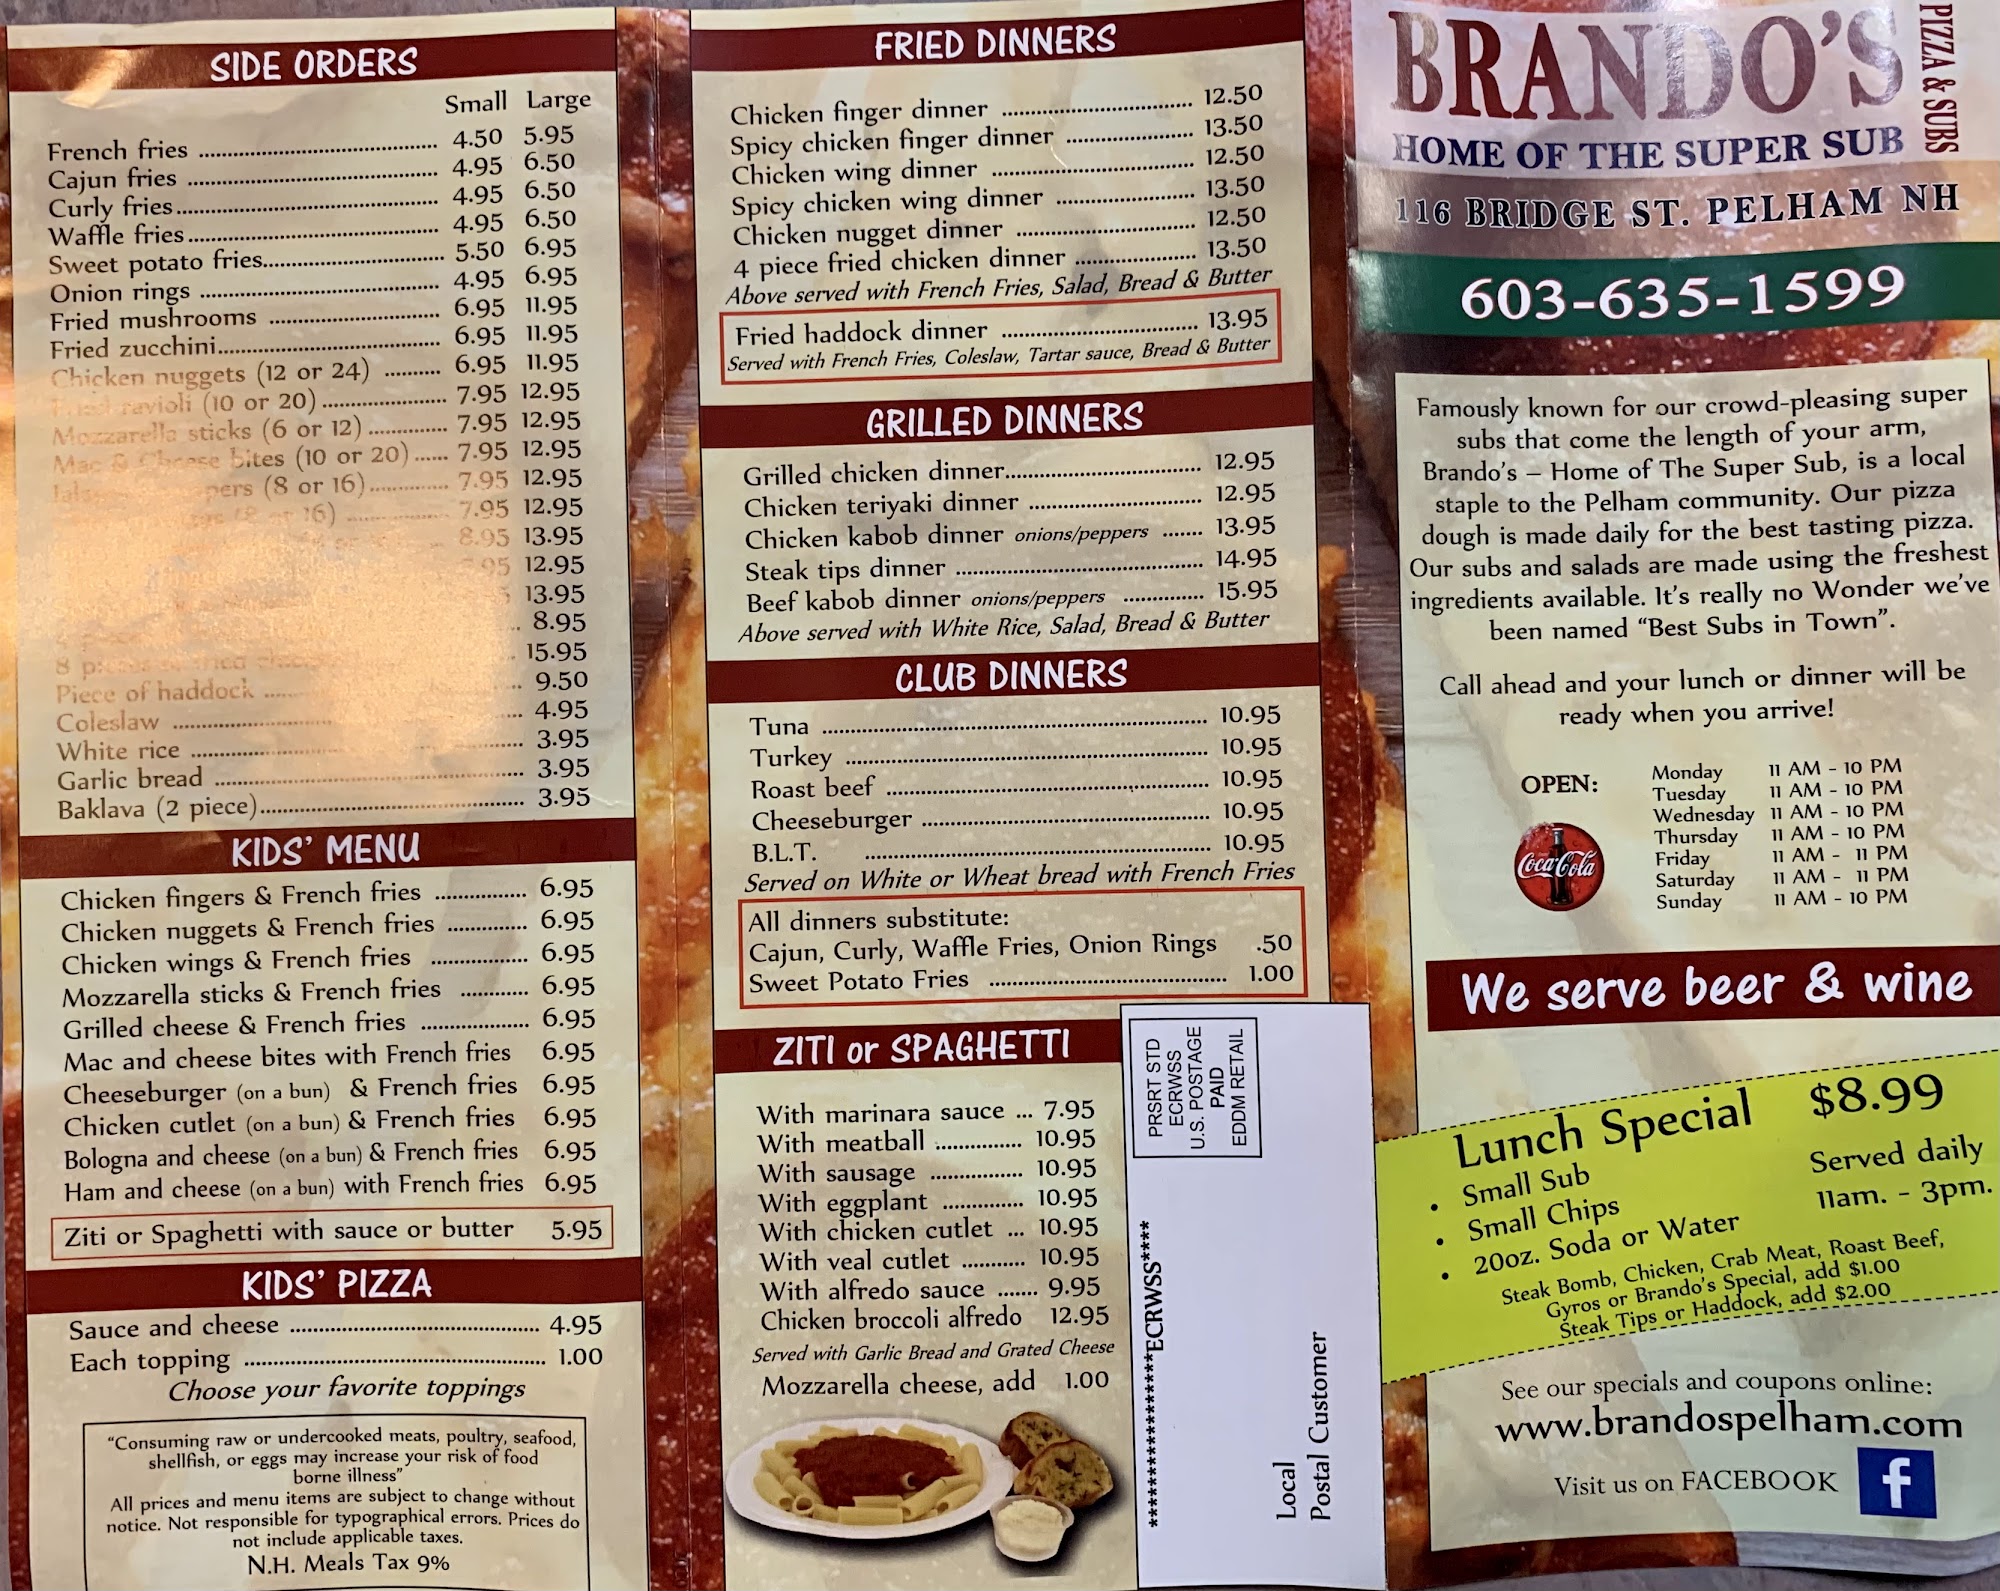 SIDE ORDERS
Small Large
French fries 4.50 5.95
Cajun fries 4.95 6.50
Curly fries 4.95 6.50
Waffle fries 4.95 6.50
Sweet potato fries 5.50 6.95
Onion rings 4.95 6.95
Fried mushrooms 6.95 11.95
Fried zucchini 6.95 11.95
Chicken nuggets (12 or 24) 6.95 11.95
ravioli (10 or 20) 7.95 12.95
Mozzarella sticks (6 or 12) 7.95 12.95
Mac & Cheese bites (10 or 20) 7.95 12.95
(8 or 16) 7.95 12.95
(8 or 16) 7.95 12.95
8.95 13.95
12.95
13.95
8.95
8 15.95
Piece of haddock 9.50
Coleslaw 4.95
White rice 3.95
Garlic bread 3.95
Baklava (2 piece) 3.95
KIDS' MENU
Chicken fingers & French fries 6.95
Chicken nuggets & French fries 6.95
Chicken wings & French fries 6.95
Mozzarella sticks & French fries 6.95
Grilled cheese & French fries 6.95
Mac and cheese bites with French fries 6.95
Cheeseburger (on a bun) & French fries 6.95
Chicken cutlet (on a bun) & French fries 6.95
Bologna and cheese (on a bun) & French fries 6.95
Ham and cheese (on a bun) with French fries 6.95
Ziti or Spaghetti with sauce or butter 5.95
KIDS' PIZZA
Sauce and cheese 4.95
Each topping 1.00
Choose your favorite toppings
"Consuming raw or undercooked meats, poultry, seafood,
shellfish, or eggs may increase your risk of food
borne illness"
All prices and menu items are subject to change without
notice. Not responsible for typographical errors. Prices do
not include applicable taxes.
N.H. Meals Tax 9%
FRIED DINNERS
Chicken finger dinner 12.50
Spicy chicken finger dinner 13.50
Chicken wing dinner 12.50
Spicy chicken wing dinner 13.50
Chicken nugget dinner 12.50
4 piece fried chicken dinner 13.50
Above served with French Fries, Salad, Bread & Butter
Fried haddock dinner 13.95
Served with French Fries, Coleslaw, Tartar sauce, Bread & Butter
GRILLED DINNERS
Grilled chicken dinner 12.95
Chicken teriyaki dinner 12.95
Chicken kabob dinner onions/peppers 13.95
Steak tips dinner 14.95
Beef kabob dinner onions/peppers 15.95
Above served with White Rice, Salad, Bread & Butter
CLUB DINNERS
Tuna 10.95
Turkey 10.95
Roast beef 10.95
Cheeseburger 10.95
B.L.T. 10.95
Served on White or Wheat bread with French Fries
All dinners substitute:
Cajun, Curly, Waffle Fries, Onion Rings .50
Sweet Potato Fries 1.00
ZITI or SPAGHETTI
With marinara sauce ... 7.95
With meatball 10.95
With sausage 10.95
With eggplant 10.95
With chicken cutlet ... 10.95
With veal cutlet 10.95
With alfredo sauce 9.95
Chicken broccoli alfredo 12.95
Served with Garlic Bread and Grated Cheese
Mozzarella cheese, add 1.00
PRSRT STD
ECRWSS
U.S. POSTAGE
PAID
EDDM RETAIL
****************ECRWSS****
Local
Postal Customer
BRANDO'S
PIZZA & SUBS
HOME OF THE SUPER SUB
116 BRIDGE ST. PELHAM NH
603-635-1599
Famously known for our crowd-pleasing super
subs that come the length of your arm,
Brando's – Home of The Super Sub, is a local
staple to the Pelham community. Our pizza
dough is made daily for the best tasting pizza.
Our subs and salads are made using the freshest
ingredients available. It's really no Wonder we've
been named "Best Subs in Town".
Call ahead and your lunch or dinner will be
ready when you arrive!
OPEN:
Monday 11 AM - 10 PM
Tuesday 11 AM - 10 PM
Wednesday 11 AM - 10 PM
Thursday 11 AM - 10 PM
Friday 11 AM - 11 PM
Saturday 11 AM - 11 PM
Sunday 11 AM - 10 PM
Coca-Cola
We serve beer & wine
Lunch Special $8.99
• Small Sub
• Small Chips
• 20oz. Soda or Water
Served daily
11am. - 3pm.
Steak Bomb, Chicken, Crab Meat, Roast Beef,
Gyros or Brando's Special, add $1.00
Steak Tips or Haddock, add $2.00
See our specials and coupons online:
www.brandospelham.com
Visit us on FACEBOOK
f